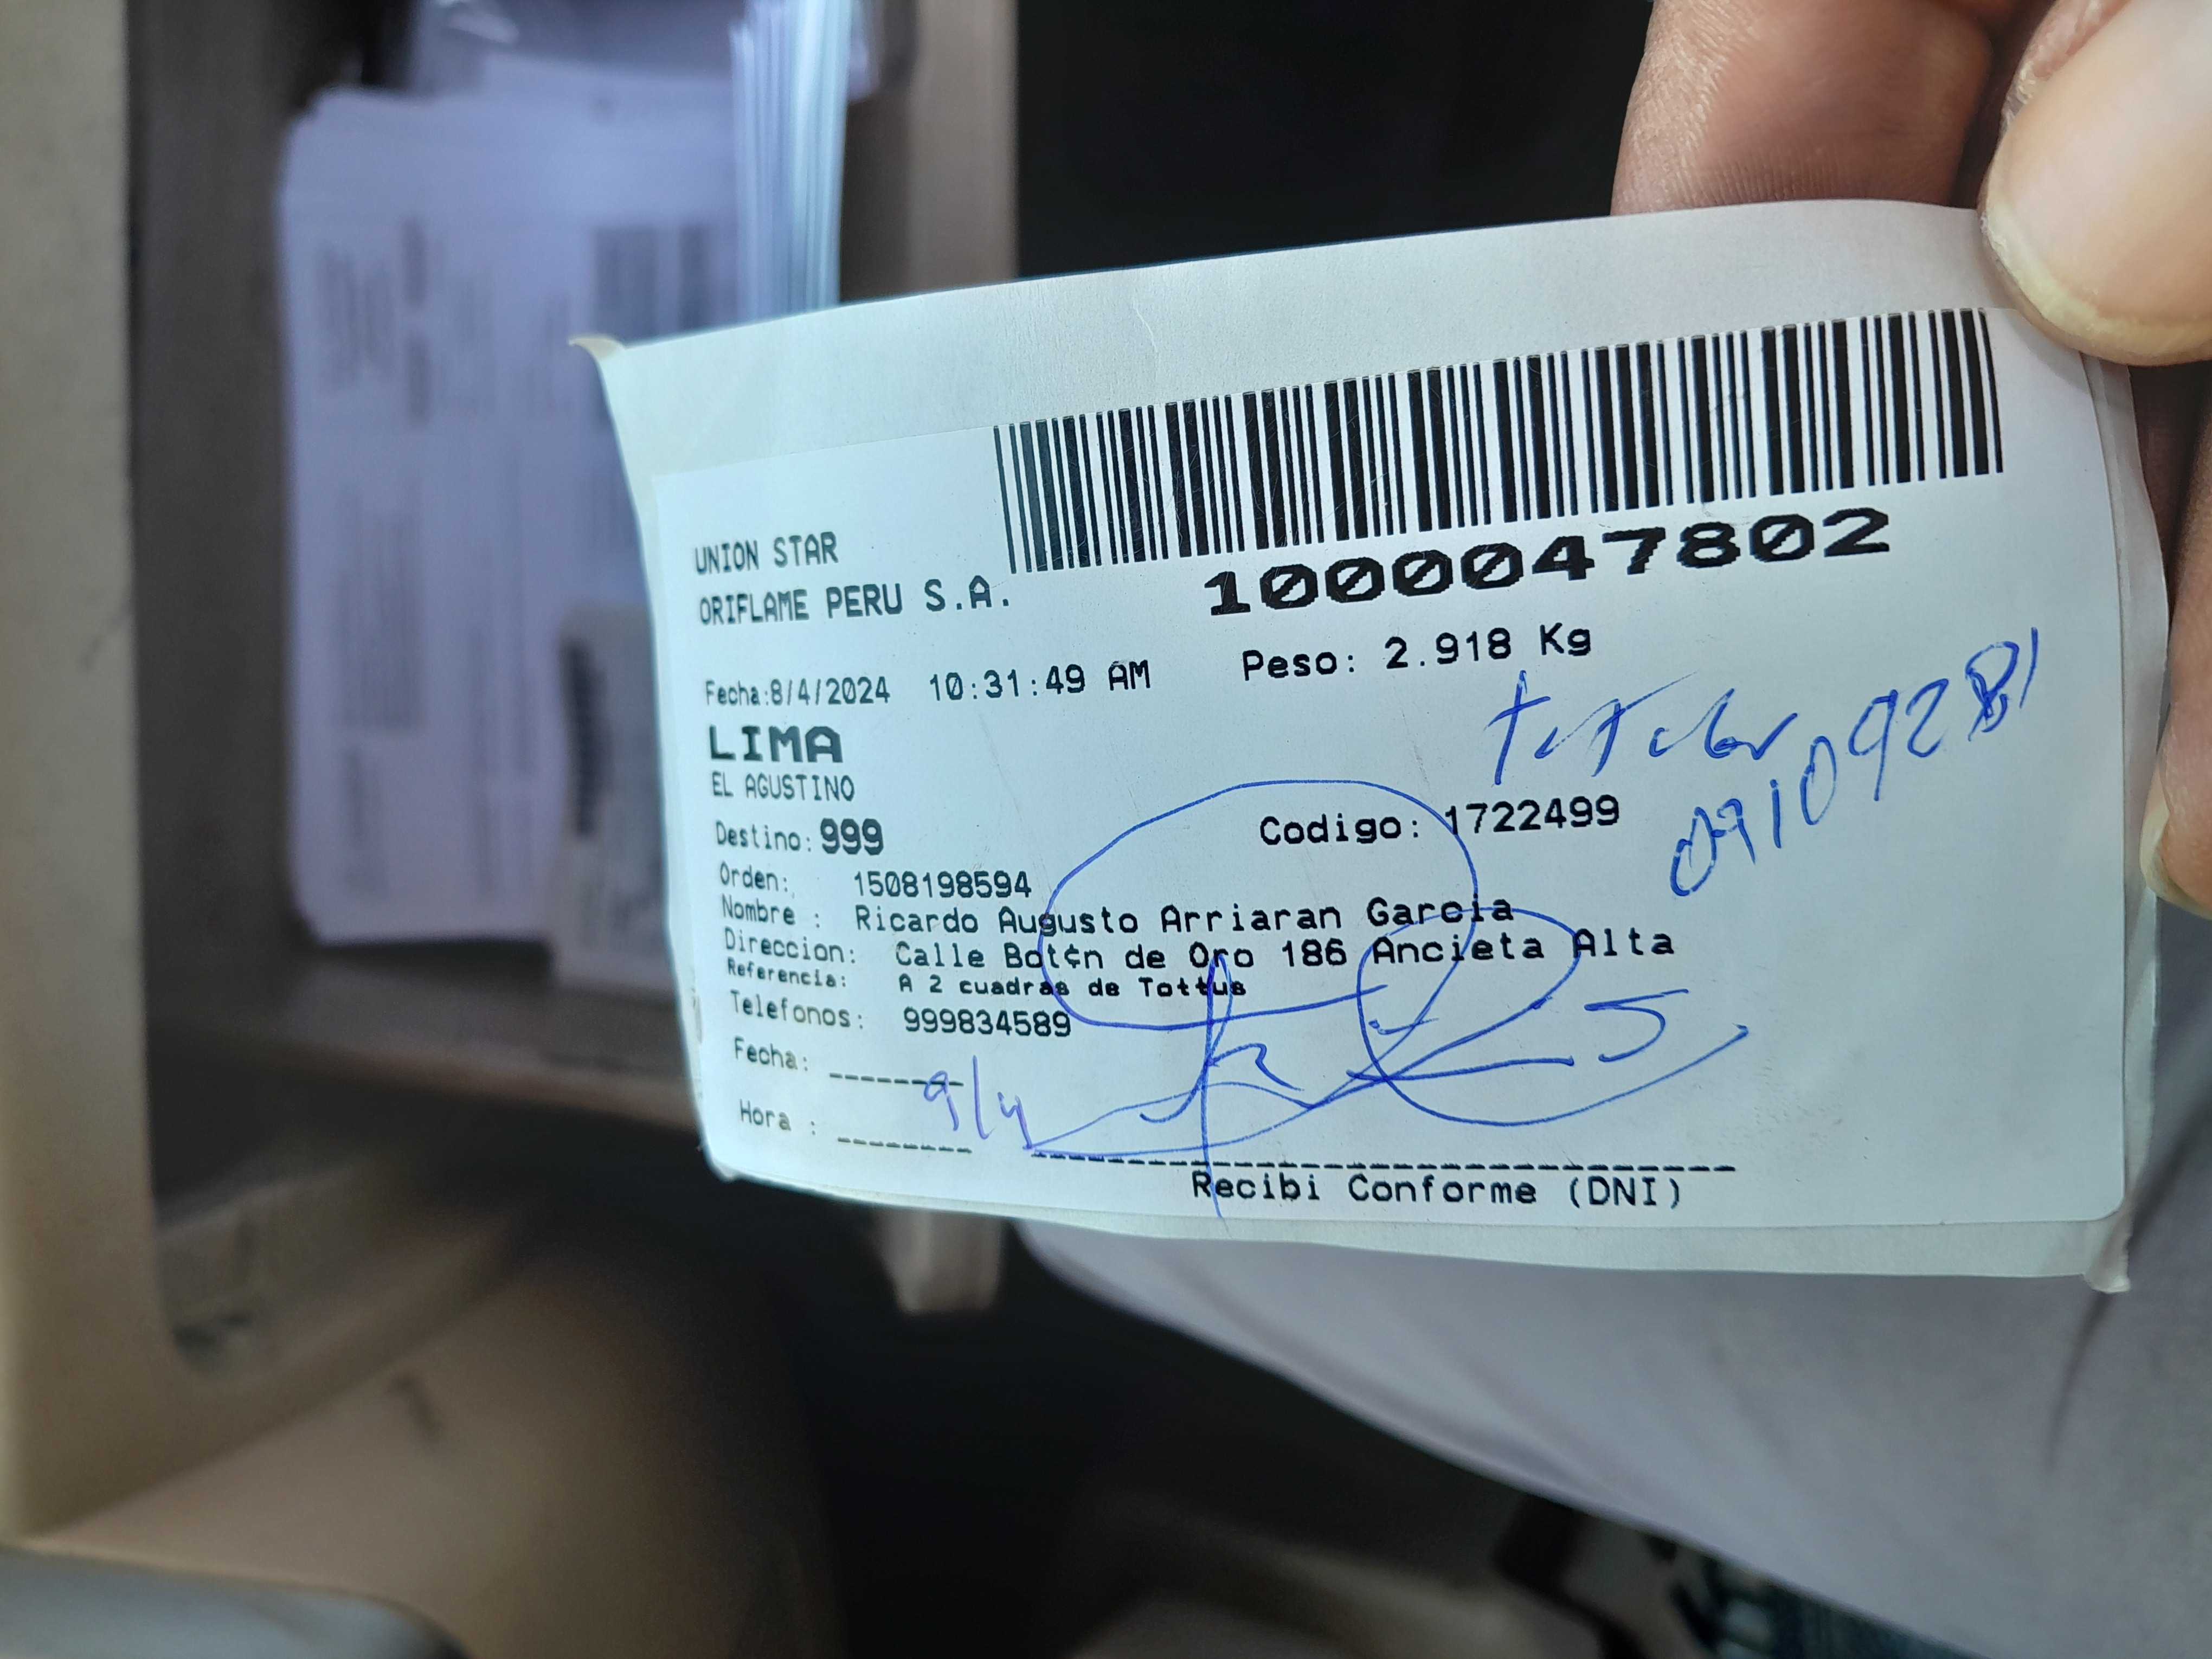 UNION STAR
ORIFLAME PERU S.A.
1000047802
Fecha:8/4/2024 10:31:49 AM Peso: 2.918 Kg
LIMA
EL AGUSTINO
Titular
Destino: 999 Codigo: 1722499
Orden: 1508198594
Nombre : Ricardo Augusto Arriaran Garcia
Direccion: Calle Bot¢n de Oro 186 Ancieta Alta
Referencia: A 2 cuadras de Tottus
Telefonos: 999834589
Fecha:
9/4
Hora :
Recibi Conforme (DNI)